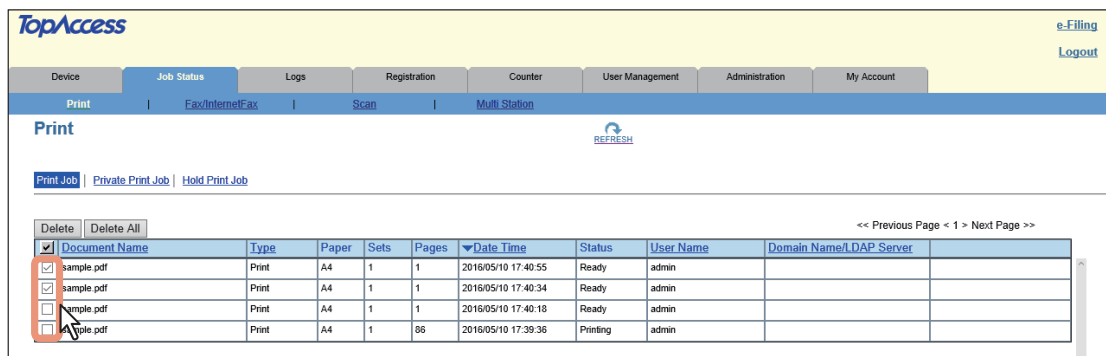 TopAccess
e-Filing
Logout
Device Job Status Logs Registration Counter User Management Administration My Account
Print | Fax/InternetFax | Scan | Multi Station
Print
REFRESH
Print Job | Private Print Job | Hold Print Job
Delete Delete All << Previous Page < 1 > Next Page >>
Document Name Type Paper Sets Pages Date Time Status User Name Domain Name/LDAP Server
sample.pdf Print A4 1 1 2016/05/10 17:40:55 Ready admin
sample.pdf Print A4 1 1 2016/05/10 17:40:34 Ready admin
sample.pdf Print A4 1 1 2016/05/10 17:40:18 Ready admin
sample.pdf Print A4 1 86 2016/05/10 17:39:36 Printing admin